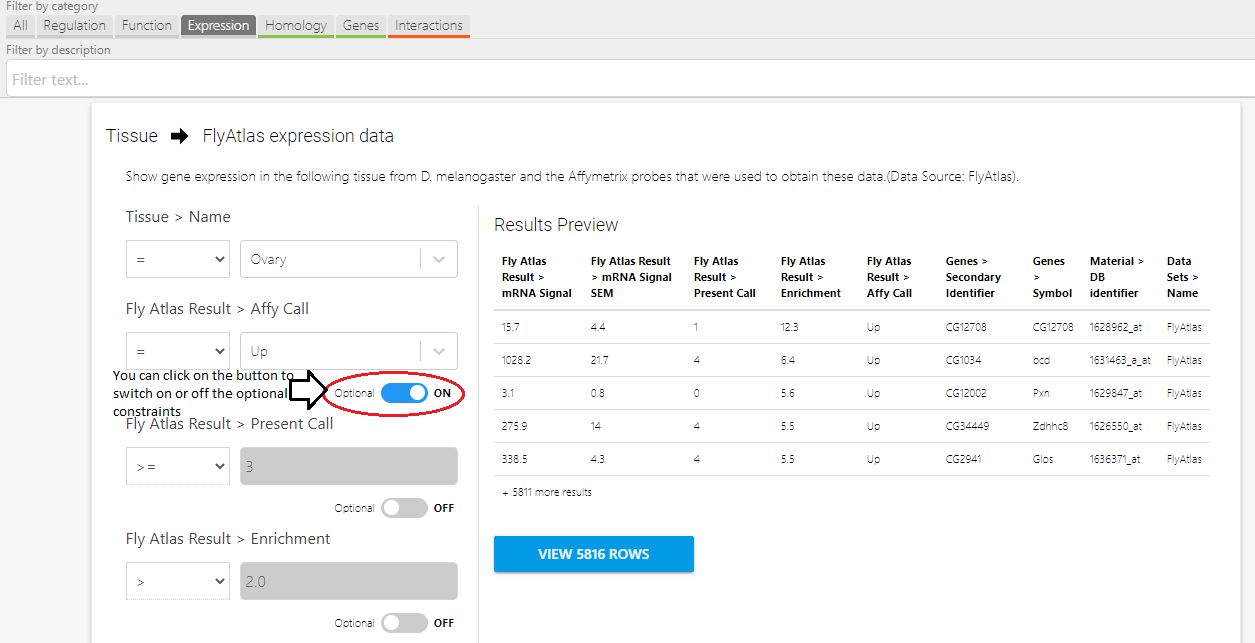 Filter by category
All Regulation Function Expression Homology Genes Interactions
Filter by description
Filter text...
Tissue FlyAtlas expression data
Show gene expression in the following tissue from D. melanogaster and the Affymetrix probes that were used to obtain these data.(Data Source: FlyAtlas).
Tissue > Name
= Ovary
Fly Atlas Result > Affy Call
= Up
You can click on the button to
switch on or off the optional
constraints
Optional ON
Fly Atlas Result > Present Call
>= 3
Optional OFF
Fly Atlas Result > Enrichment
> 2.0
Optional OFF
Results Preview
Fly Atlas Fly Atlas Result Fly Atlas Fly Atlas Fly Atlas Genes > Genes Material > Data
Result > > mRNA Signal Result > Result > Result > Secondary > DB Sets >
mRNA Signal SEM Present Call Enrichment Affy Call Identifier Symbol identifier Name
15.7 4.4 1 12.3 Up CG12708 CG12708 1628962_at FlyAtlas
1028.2 21.7 4 6.4 Up CG1034 bcd 1631463_a_at FlyAtlas
3.1 0.8 0 5.6 Up CG12002 Pxn 1629847_at FlyAtlas
275.9 14 4 5.5 Up CG34449 Zdhhc8 1626550_at FlyAtlas
338.5 4.3 4 5.5 Up CG2941 Glos 1636371_at FlyAtlas
+ 5811 more results
VIEW 5816 ROWS